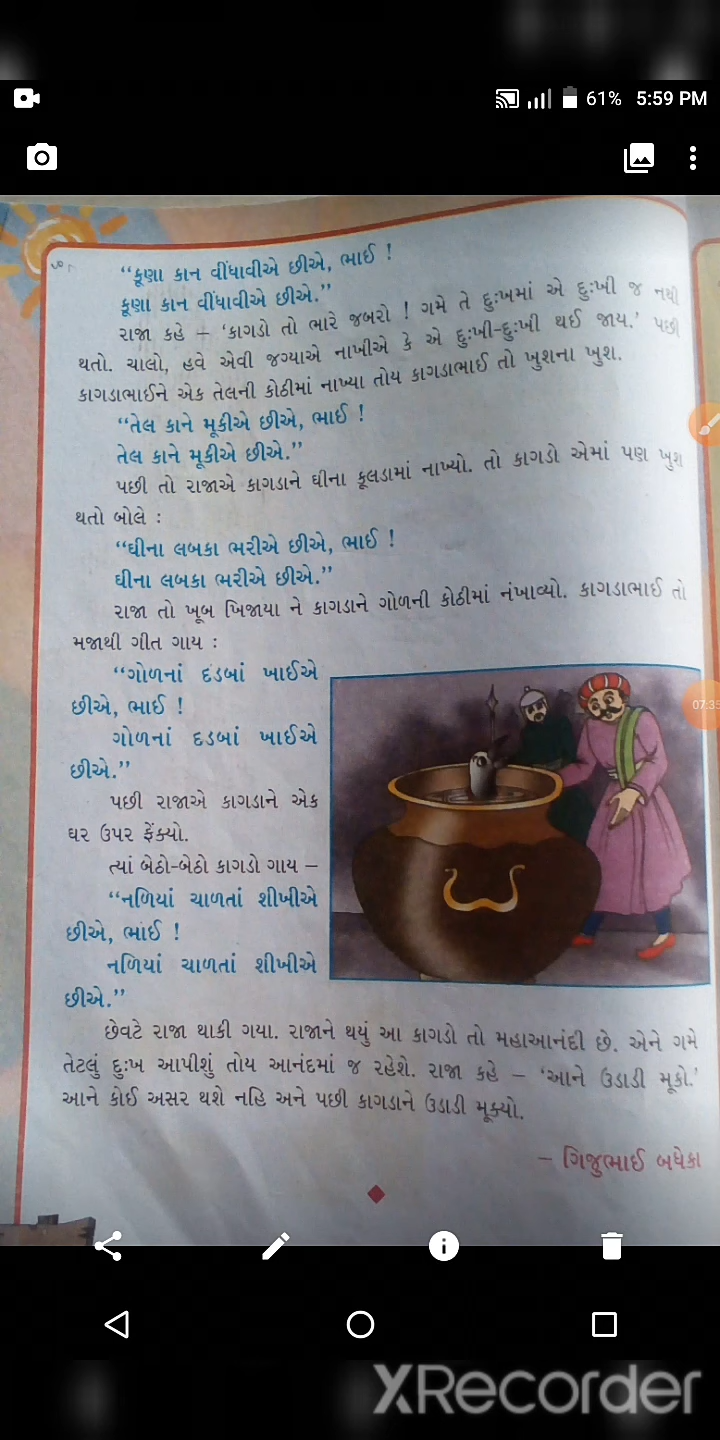 61% 5:59 PM
“કૂણા કાન વીંધાવીએ છીએ, ભાઈ !
કૂણા કાન વીંધાવીએ છીએ.”
રાજા કહે – ‘કાગડો તો ભારે જબરો ! ગમે તે દુઃખમાં એ દુઃખી જ નથી
થતો. ચાલો, હવે એવી જગ્યાએ નાખીએ કે એ દુઃખી-દુઃખી થઈ જાય.’ પછી
કાગડાભાઈને એક તેલની કોઠીમાં નાખ્યા તોય કાગડાભાઈ તો ખુશના ખુશ.
“તેલ કાને મૂકીએ છીએ, ભાઈ !
તેલ કાને મૂકીએ છીએ.”
પછી તો રાજાએ કાગડાને ઘીના કૂલડામાં નાખ્યો. તો કાગડો એમાં પણ ખુશ
થતો બોલે :
“ઘીના લબકા ભરીએ છીએ, ભાઈ !
ઘીના લબકા ભરીએ છીએ.”
રાજા તો ખૂબ ખિજાયા ને કાગડાને ગોળની કોઠીમાં નંખાવ્યો. કાગડાભાઈ તો
મજાથી ગીત ગાય :
“ગોળનાં દડબાં ખાઈએ
છીએ, ભાઈ !
ગોળનાં દડબાં ખાઈએ
છીએ.”
પછી રાજાએ કાગડાને એક
ઘર ઉપર ફેંક્યો.
ત્યાં બેઠો-બેઠો કાગડો ગાય –
“નળિયાં ચાળતાં શીખીએ
છીએ, ભાઈ !
નળિયાં ચાળતાં શીખીએ
છીએ.”
07:35
છેવટે રાજા થાકી ગયા. રાજાને થયું આ કાગડો તો મહાઆનંદી છે. એને ગમે
તેટલું દુઃખ આપીશું તોય આનંદમાં જ રહેશે. રાજા કહે – ‘આને ઉડાડી મૂકો.’
આને કોઈ અસર થશે નહિ અને પછી કાગડાને ઉડાડી મૂક્યો.
– ગિજુભાઈ બધેકા
XRecorder